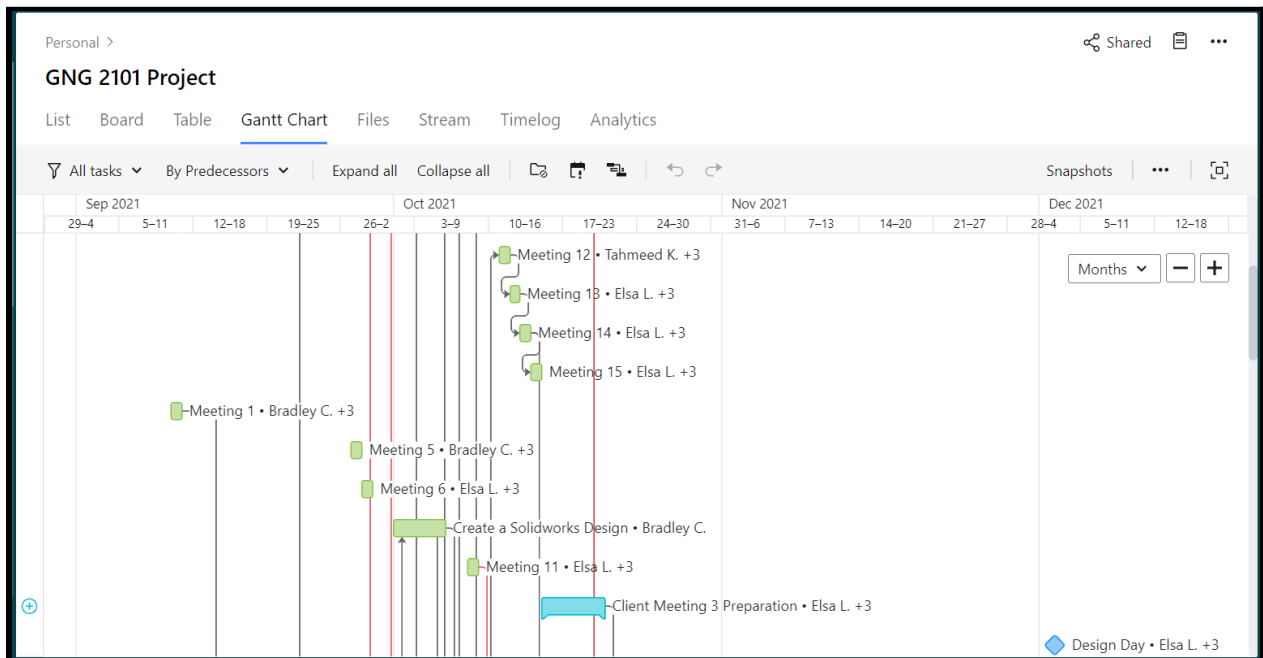 Personal >
Shared
GNG 2101 Project
List Board Table Gantt Chart Files Stream Timelog Analytics
All tasks By Predecessors Expand all Collapse all Snapshots
Sep 2021 Oct 2021 Nov 2021 Dec 2021
29–4 5–11 12–18 19–25 26–2 3–9 10–16 17–23 24–30 31–6 7–13 14–20 21–27 28–4 5–11 12–18
Meeting 12 • Tahmeed K. +3
Months
Meeting 13 • Elsa L. +3
Meeting 14 • Elsa L. +3
Meeting 15 • Elsa L. +3
Meeting 1 • Bradley C. +3
Meeting 5 • Bradley C. +3
Meeting 6 • Elsa L. +3
Create a Solidworks Design • Bradley C.
Meeting 11 • Elsa L. +3
Client Meeting 3 Preparation • Elsa L. +3
Design Day • Elsa L. +3